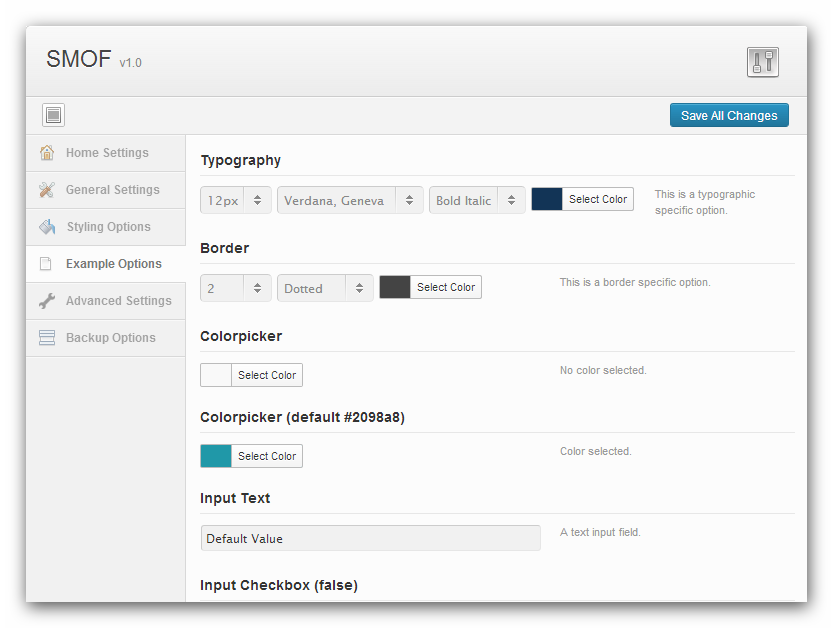 SMOF v1.0
Save All Changes
Home Settings
General Settings
Styling Options
Example Options
Advanced Settings
Backup Options
Typography
12px Verdana, Geneva Bold Italic Select Color
This is a typographic
specific option.
Border
2 Dotted Select Color
This is a border specific option.
Colorpicker
Select Color
No color selected.
Colorpicker (default #2098a8)
Select Color
Color selected.
Input Text
Default Value
A text input field.
Input Checkbox (false)